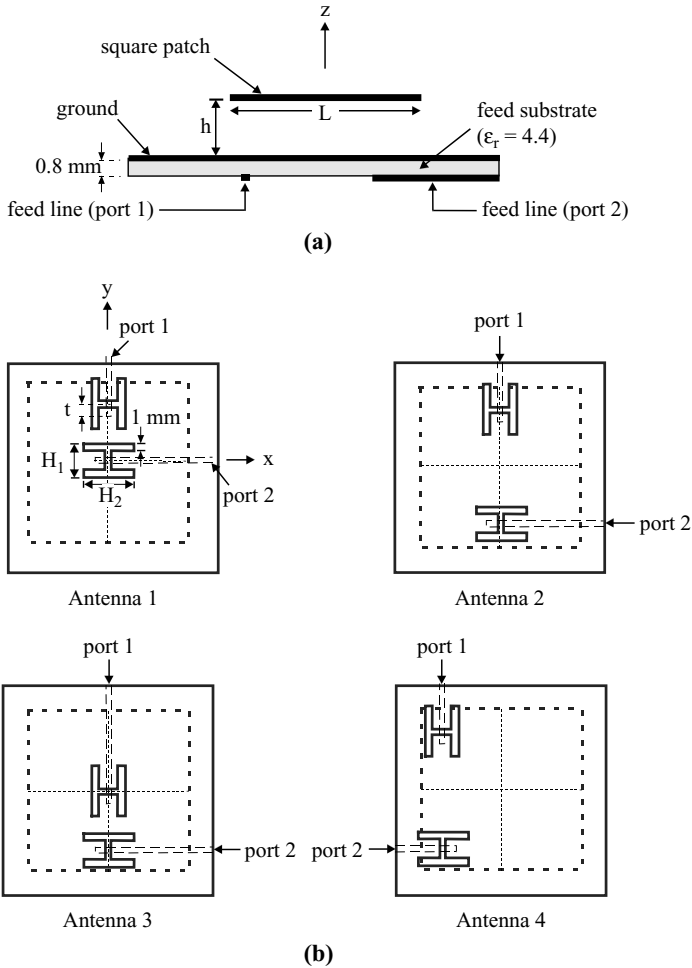 z
square patch
ground
h
L
feed substrate
(εr = 4.4)
0.8 mm
feed line (port 1)
feed line (port 2)
(a)
y
port 1
t
1 mm
H1
x
H2
port 2
Antenna 1
port 1
port 2
Antenna 2
port 1
port 2
Antenna 3
port 1
port 2
Antenna 4
(b)